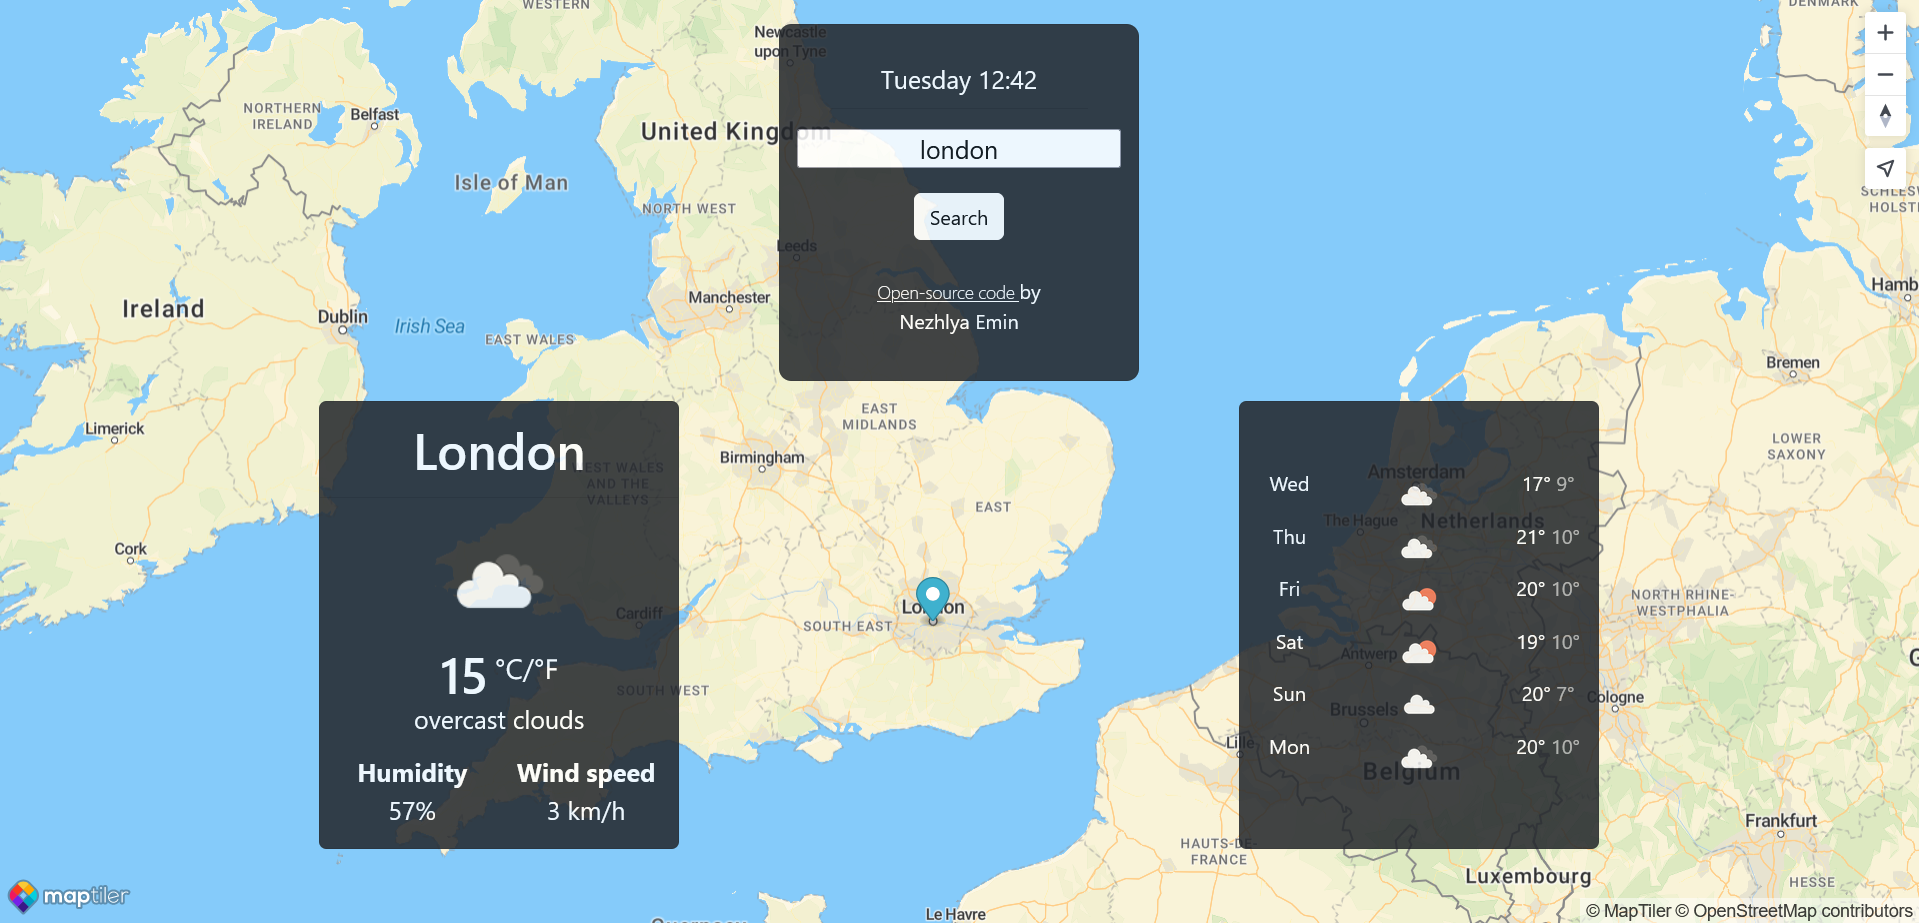 WESTERN
DENMARK
Newcastle
upon Tyne
Tuesday 12:42
NORTHERN
IRELAND
Belfast
United Kingdom
london
Isle of Man
NORTH WEST
SCHLESW
HOLST
Search
Leeds
Hamb
Open-source code by
Nezhlya Emin
Manchester
Ireland
Dublin
Irish Sea
EAST WALES
Bremen
EAST
MIDLANDS
Limerick
LOWER
SAXONY
Birmingham
London
WEST WALES
AND THE
VALLEYS
EAST
Amsterdam
The Hague
Netherlands
Wed 17° 9°
Thu 21° 10°
Fri 20° 10°
Sat 19° 10°
Sun 20° 7°
Mon 20° 10°
Cork
Cardiff
London
SOUTH EAST
NORTH RHINE-
WESTPHALIA
Antwerp
15 °C/°F
SOUTH WEST
overcast clouds
Cologne
Brussels
Lille
Belgium
Humidity Wind speed
57% 3 km/h
Frankfurt
HAUTS-DE-
FRANCE
Luxembourg
HESSE
maptiler
Le Havre
© MapTiler © OpenStreetMap contributors